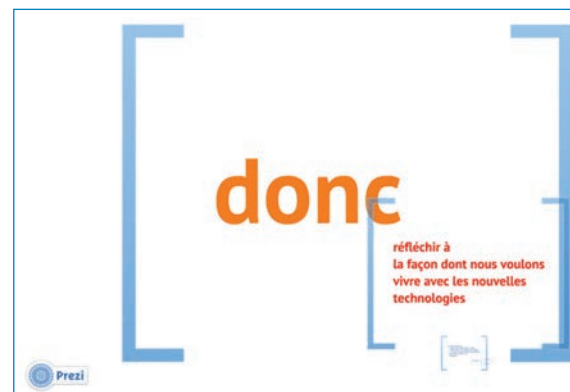 donc
réfléchir à
la façon dont nous voulons
vivre avec les nouvelles
technologies
Prezi